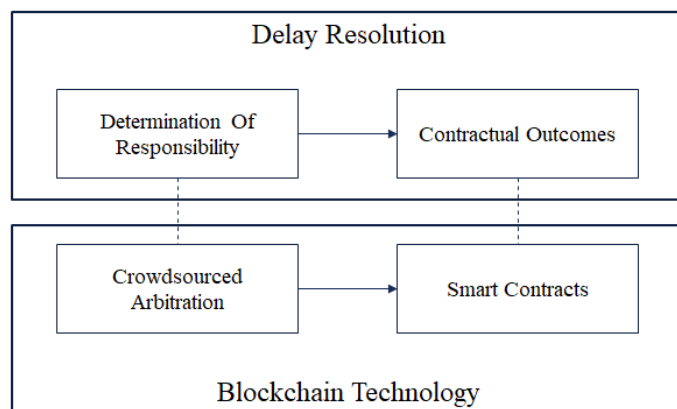 Delay Resolution
Determination Of
Responsibility
Contractual Outcomes
Crowdsourced
Arbitration
Smart Contracts
Blockchain Technology